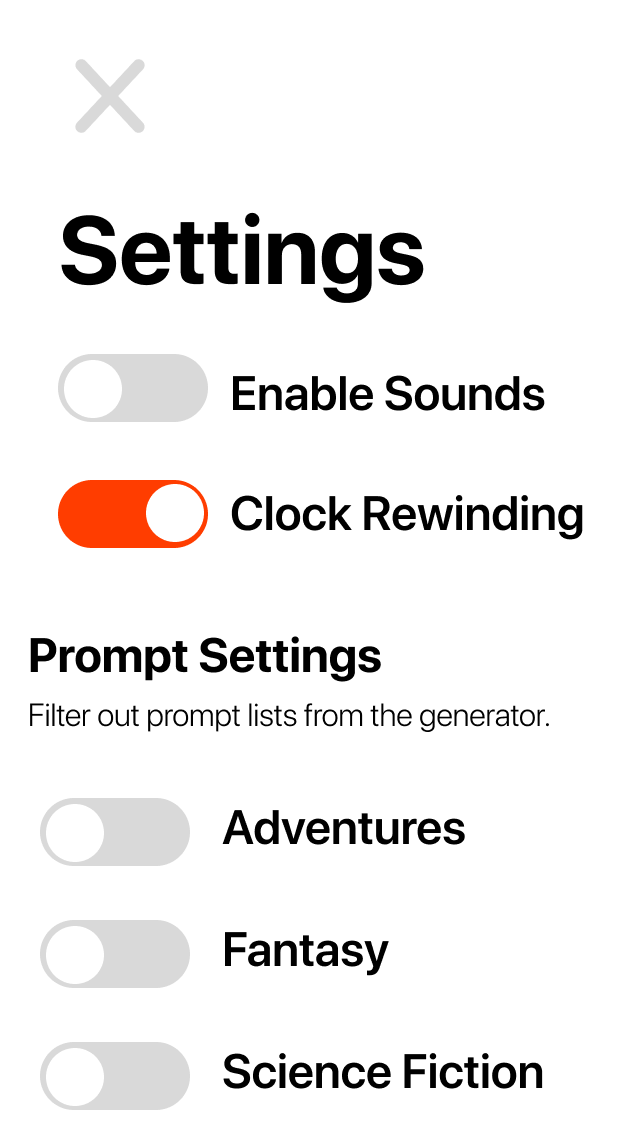 Settings
Enable Sounds
Clock Rewinding
Prompt Settings
Filter out prompt lists from the generator.
Adventures
Fantasy
Science Fiction